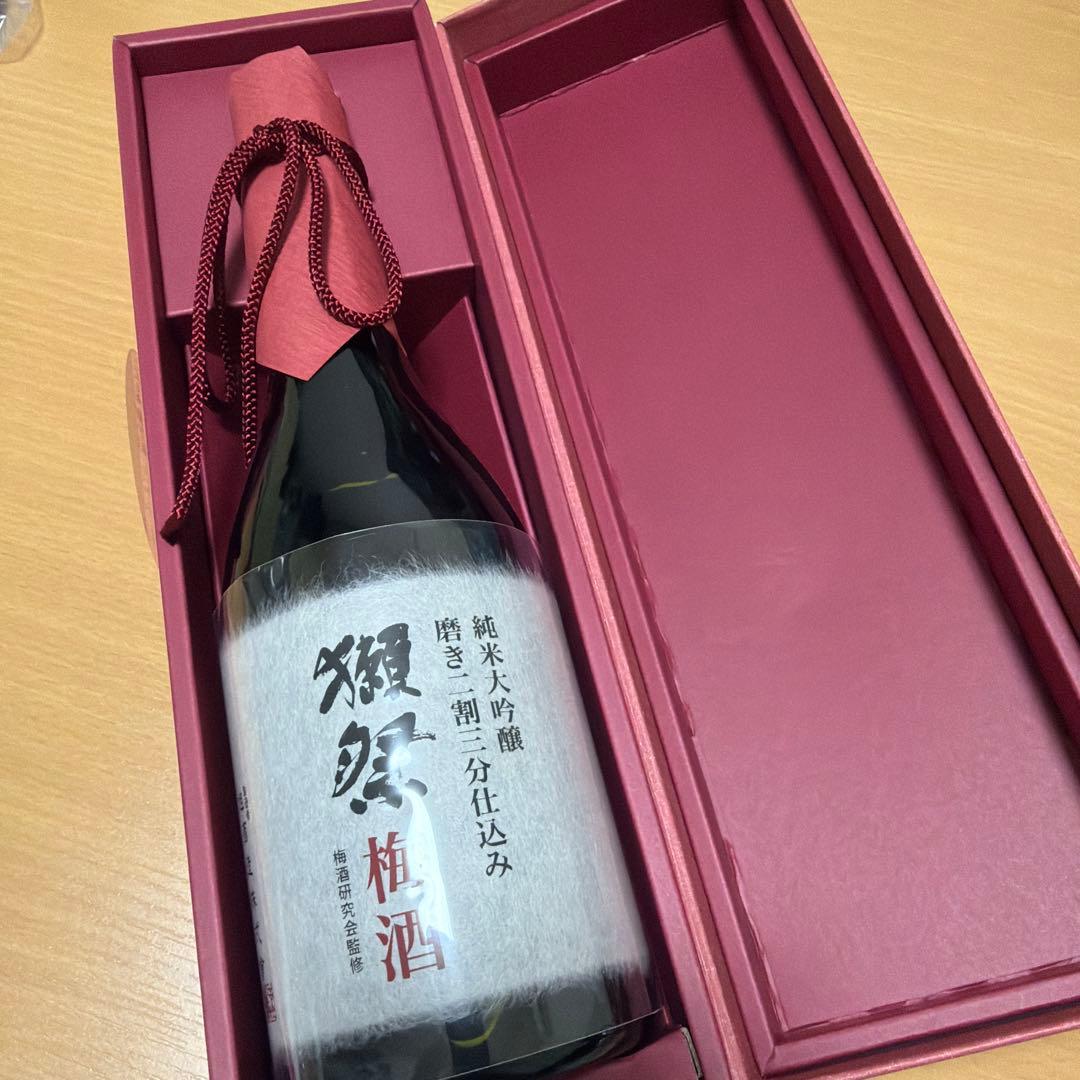 純米大吟醸
磨き二割三分仕込み
獺祭
梅酒
梅酒研究会監修